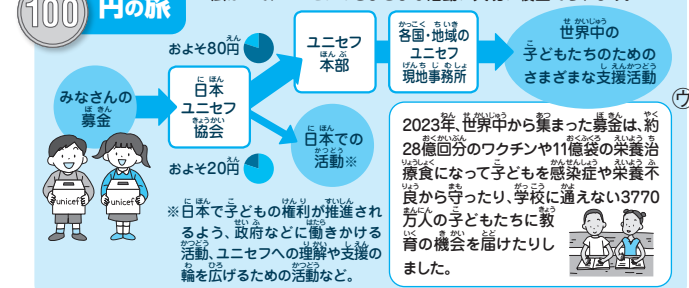 100円の旅
みなさんの
募金
日本
ユニセフ
協会
およそ80円
およそ20円
ユニセフ
本部
各国・地域の
ユニセフ
現地事務所
世界中の
子どもたちのための
さまざまな支援活動
日本での
活動※
※日本で子どもの権利が推進され
るよう、政府などに働きかける
活動、ユニセフへの理解や支援の
輪を広げるための活動など。
unicef
unicef
㋒
2023年、世界中から集まった募金は、約
28億回分のワクチンや11億袋の栄養治
療食になって子どもを感染症や栄養不
良から守ったり、学校に通えない3770
万人の子どもたちに教
育の機会を届けたりし
ました。